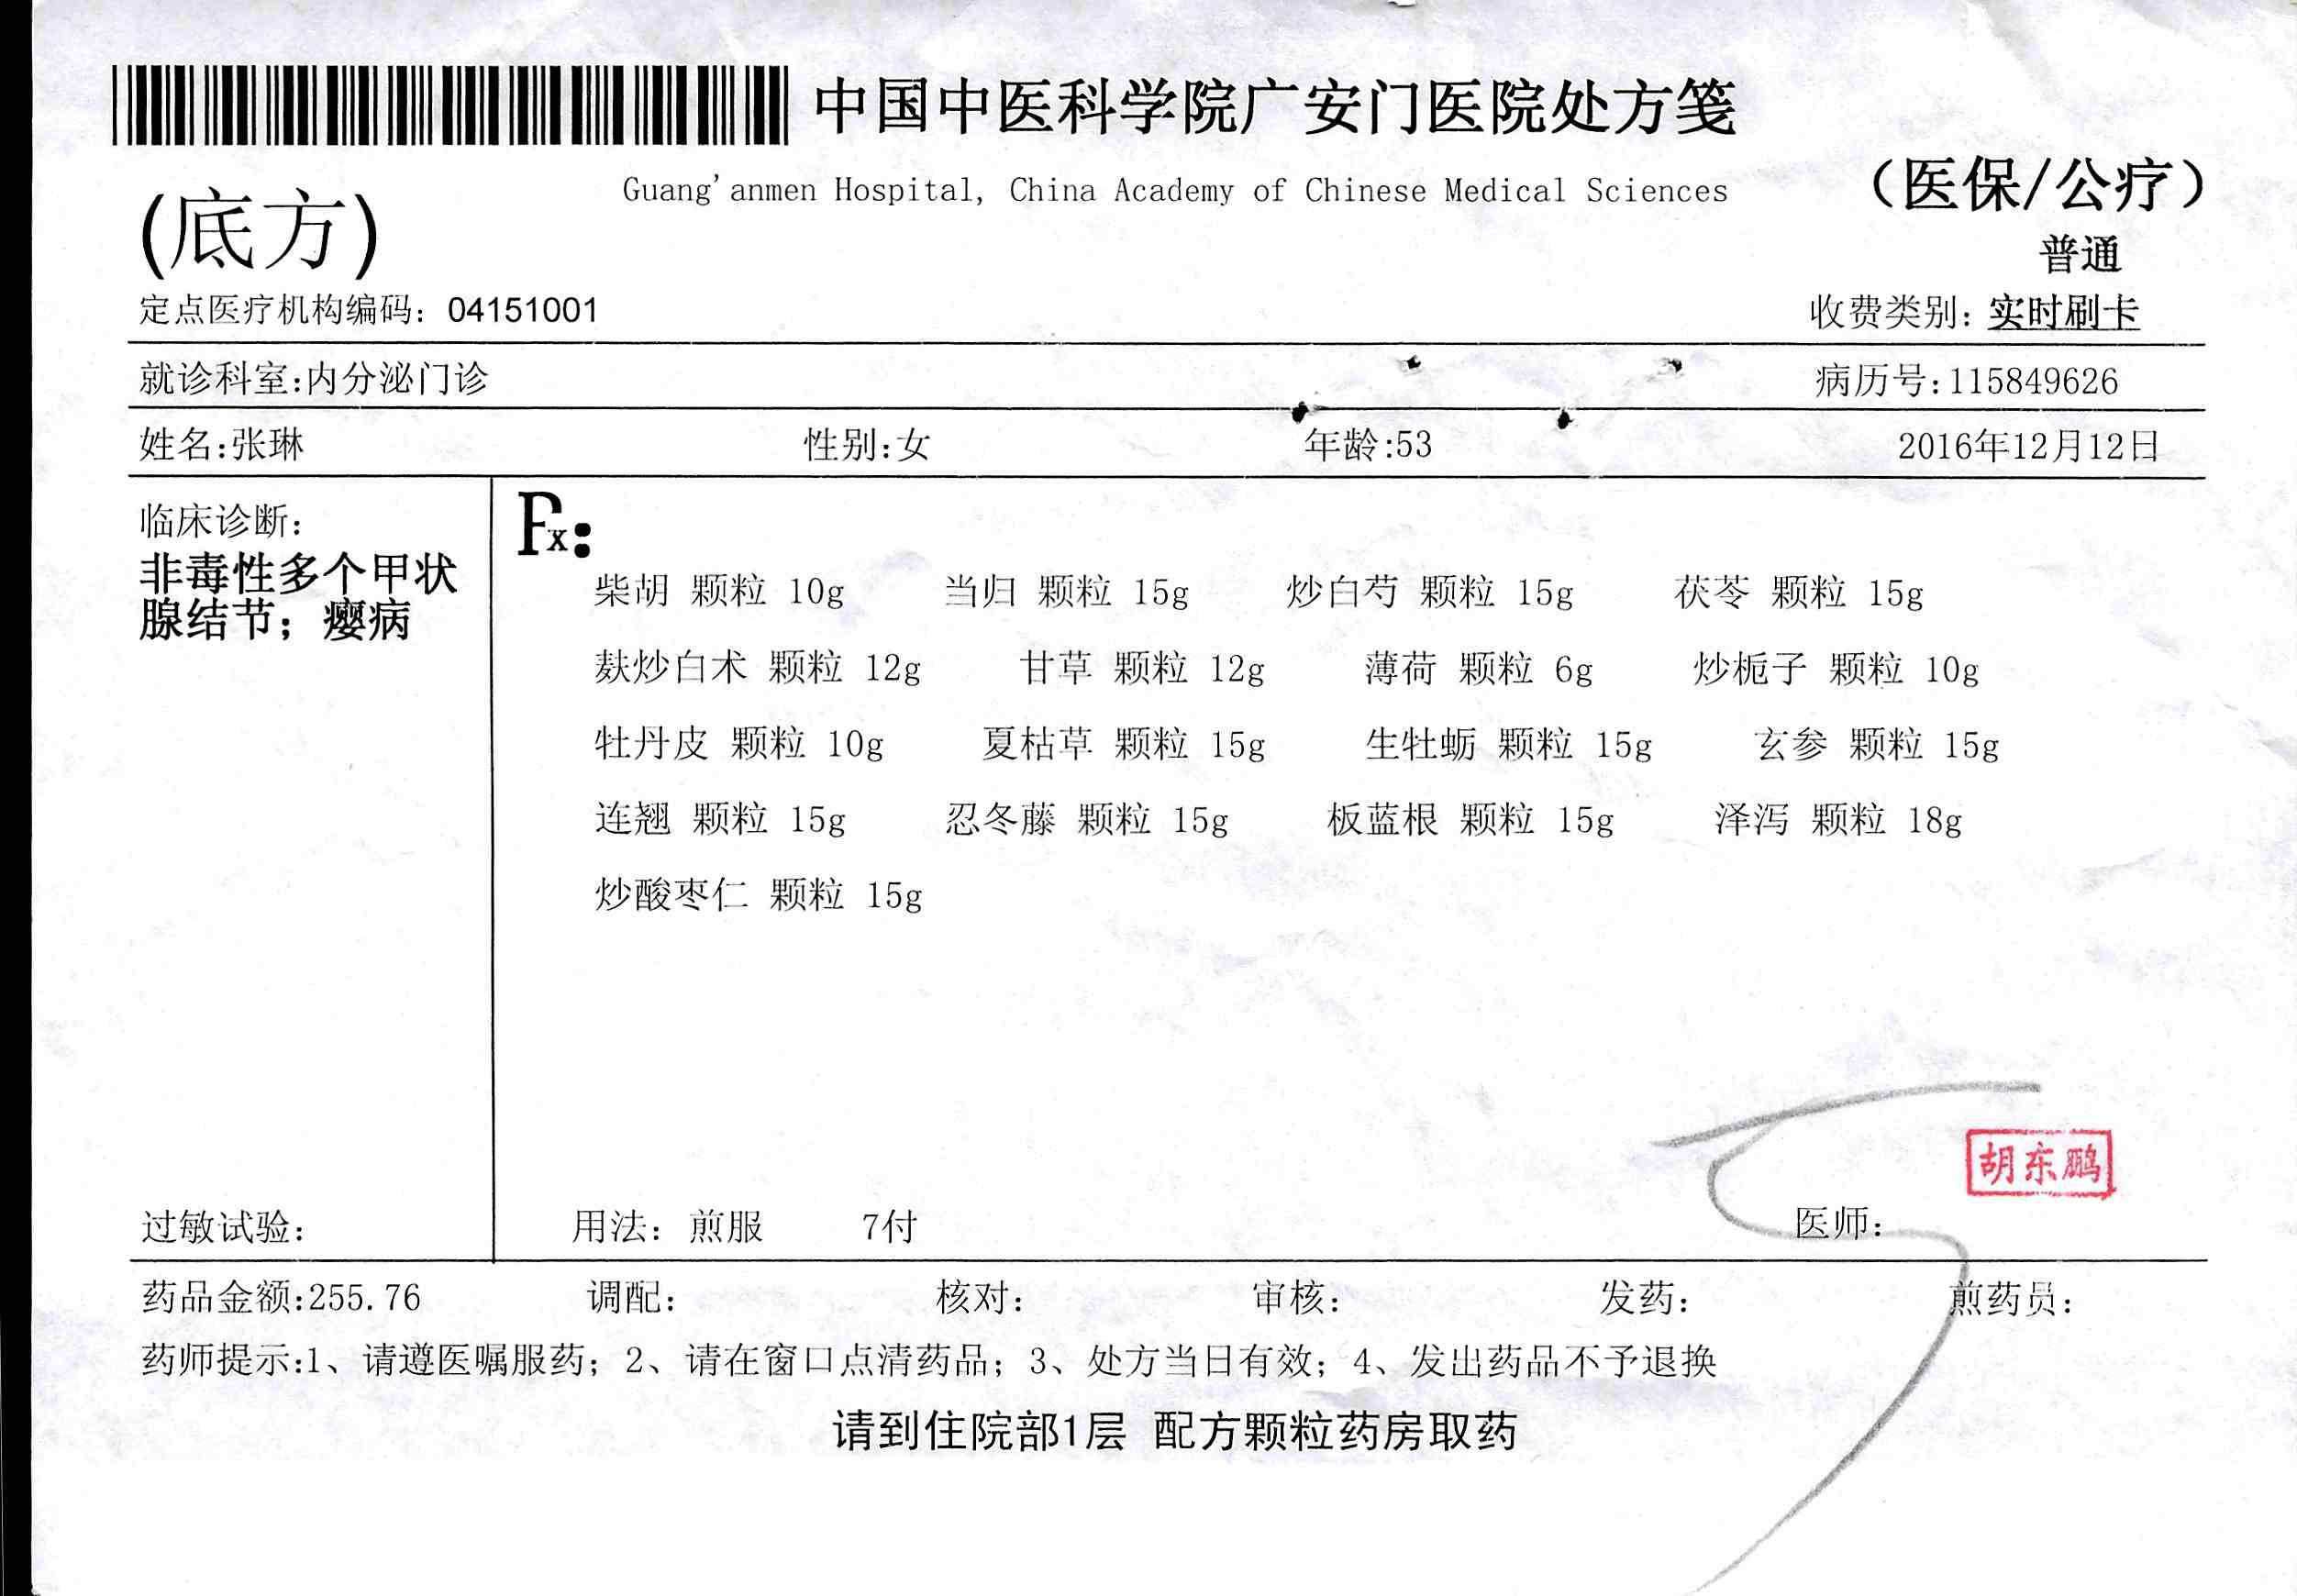 中国中医科学院广安门医院处方笺
Guang'anmen Hospital, China Academy of Chinese Medical Sciences
(医保/公疗)
(底方)
普通
定点医疗机构编码：04151001 收费类别：实时刷卡
就诊科室:内分泌门诊 病历号:115849626
姓名:张琳 性别:女 年龄:53 2016年12月12日
临床诊断：
非毒性多个甲状
腺结节；瘿病
Rx:
柴胡 颗粒 10g 当归 颗粒 15g 炒白芍 颗粒 15g 茯苓 颗粒 15g
麸炒白术 颗粒 12g 甘草 颗粒 12g 薄荷 颗粒 6g 炒栀子 颗粒 10g
牡丹皮 颗粒 10g 夏枯草 颗粒 15g 生牡蛎 颗粒 15g 玄参 颗粒 15g
连翘 颗粒 15g 忍冬藤 颗粒 15g 板蓝根 颗粒 15g 泽泻 颗粒 18g
炒酸枣仁 颗粒 15g
胡东鹏
过敏试验： 用法：煎服 7付 医师：
药品金额:255.76 调配： 核对： 审核： 发药： 煎药员：
药师提示:1、请遵医嘱服药；2、请在窗口点清药品；3、处方当日有效；4、发出药品不予退换
请到住院部1层 配方颗粒药房取药